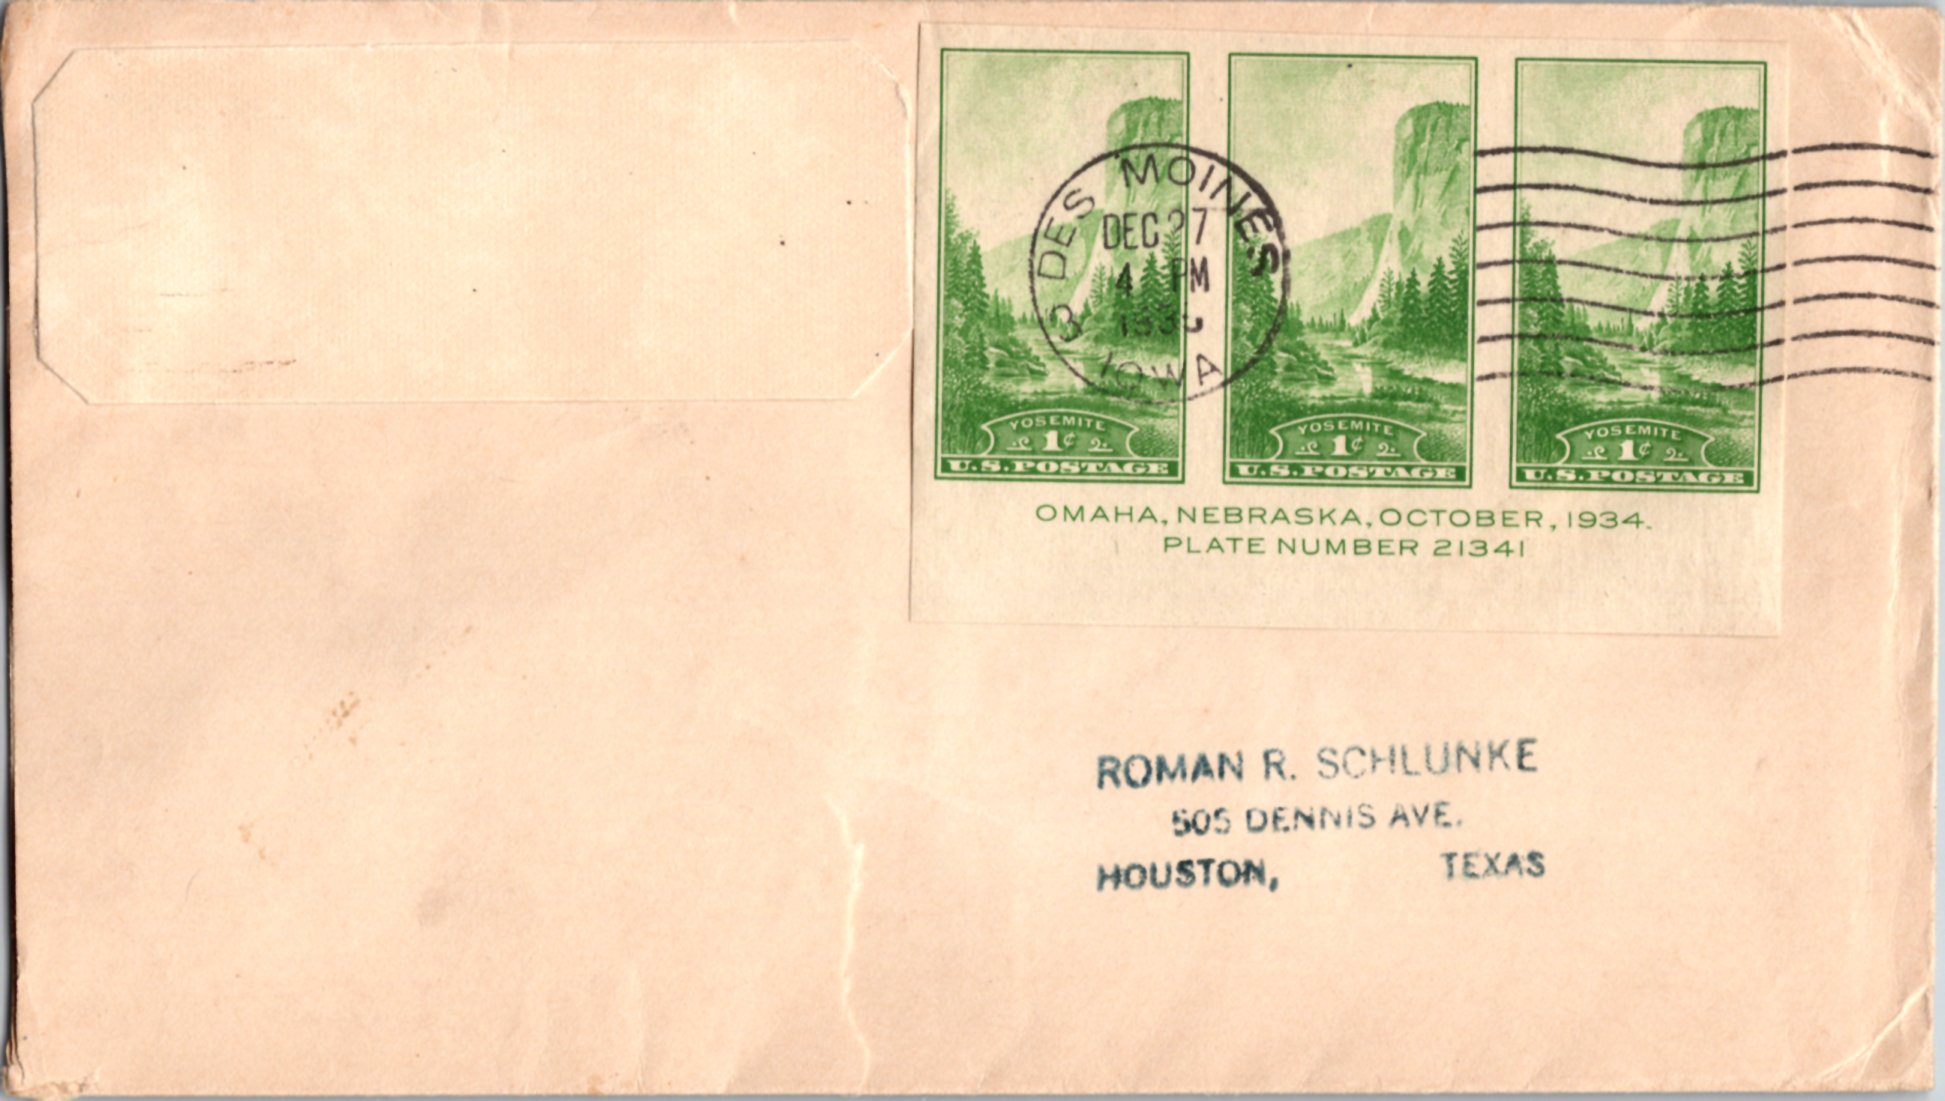 YOSEMITE
1¢
U.S. POSTAGE
YOSEMITE
1¢
U.S. POSTAGE
YOSEMITE
1¢
U.S. POSTAGE
DES MOINES
DEC 27
4 PM
3
IOWA
OMAHA, NEBRASKA, OCTOBER, 1934.
PLATE NUMBER 21341
ROMAN R. SCHLUNKE
505 DENNIS AVE.
HOUSTON, TEXAS